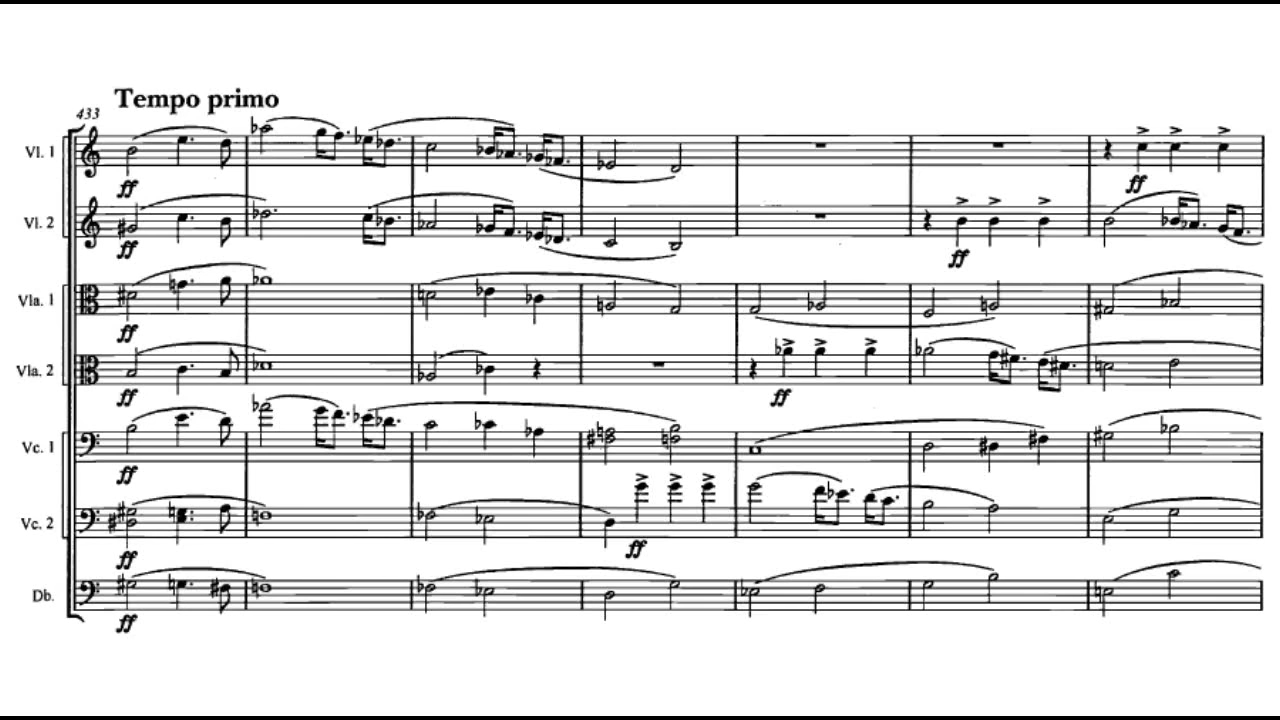 Tempo primo
433
Vl. 1
ff
Vl. 2
ff
ff
ff
Vla. 1
ff
Vla. 2
ff
ff
Vc. 1
ff
Vc. 2
ff
ff
Db.
ff